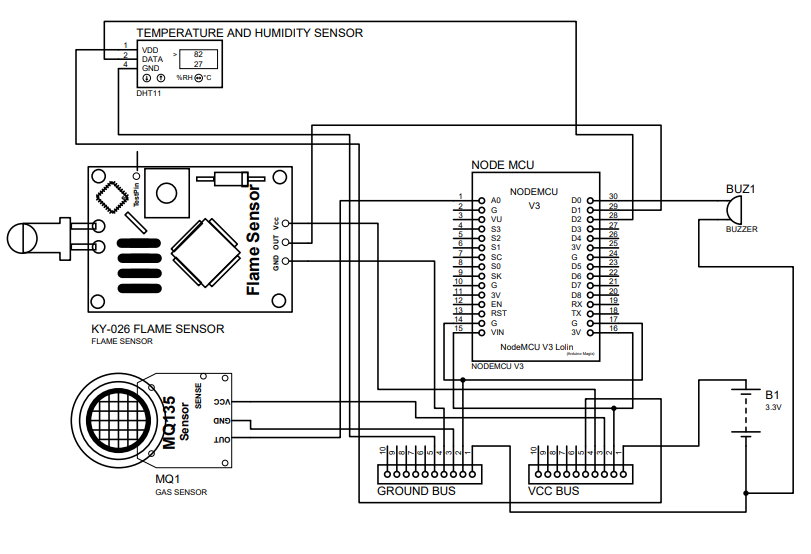 TEMPERATURE AND HUMIDITY SENSOR
1 VDD
2 DATA
4 GND
> 82
27
%RH °C
DHT11
TestPin
Flame Sensor
Vcc
OUT
GND
KY-026 FLAME SENSOR
FLAME SENSOR
MQ135
Sensor
SENSE
VCC
GND
OUT
MQ1
GAS SENSOR
NODE MCU
NODEMCU
V3
1 A0 D0 30
2 G D1 29
3 VU D2 28
4 S3 D3 27
5 S2 D4 26
6 S1 3V 25
7 SC G 24
8 S0 D5 23
9 SK D6 22
10 G D7 21
11 3V D8 20
12 EN RX 19
13 RST TX 18
14 G G 17
15 VIN 3V 16
NodeMCU V3 Lolin
(Arduino Magix)
NODEMCU V3
BUZ1
BUZZER
B1
3.3V
10 9 8 7 6 5 4 3 2 1
GROUND BUS
10 9 8 7 6 5 4 3 2 1
VCC BUS